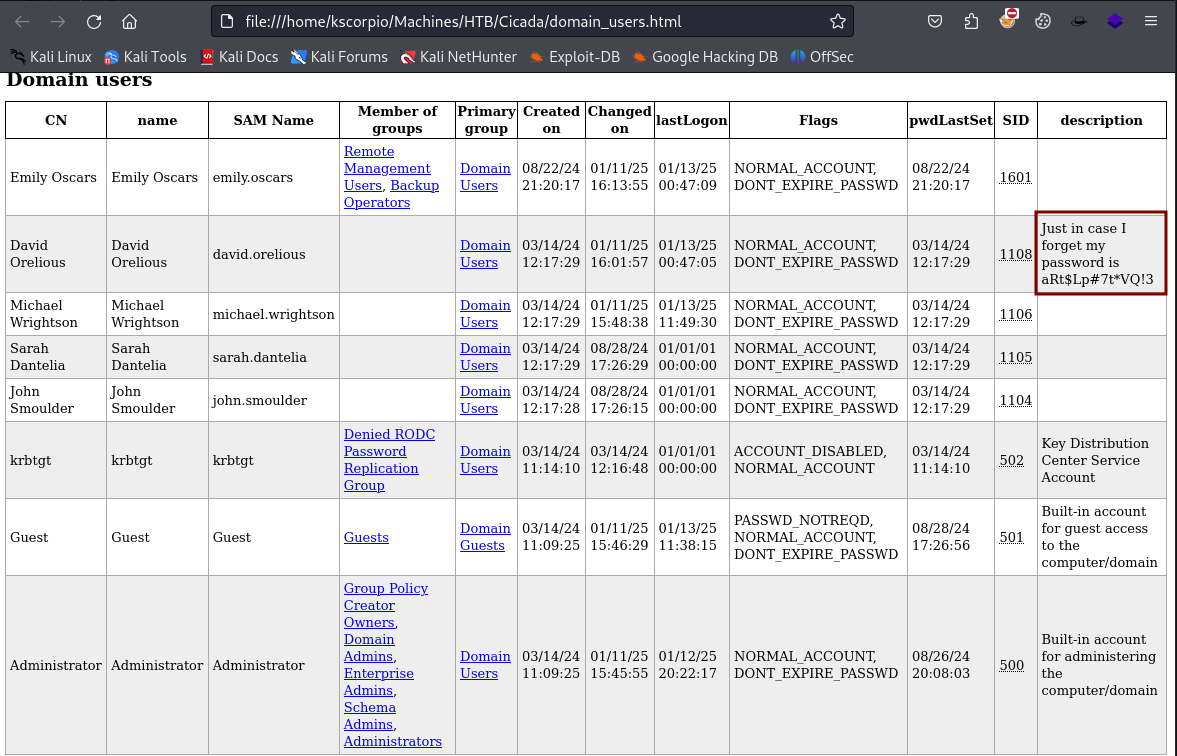 file:///home/kscorpio/Machines/HTB/Cicada/domain_users.html
Kali Linux Kali Tools Kali Docs Kali Forums Kali NetHunter Exploit-DB Google Hacking DB OffSec
Domain users
CN name SAM Name Member of groups Primary group Created on Changed on lastLogon Flags pwdLastSet SID description
Emily Oscars Emily Oscars emily.oscars Remote Management Users, Backup Operators Domain Users 08/22/24 21:20:17 01/11/25 16:13:55 01/13/25 00:47:09 NORMAL_ACCOUNT, DONT_EXPIRE_PASSWD 08/22/24 21:20:17 1601
David Orelious David Orelious david.orelious Domain Users 03/14/24 12:17:29 01/11/25 16:01:57 01/13/25 00:47:05 NORMAL_ACCOUNT, DONT_EXPIRE_PASSWD 03/14/24 12:17:29 1108 Just in case I forget my password is aRt$Lp#7t*VQ!3
Michael Wrightson Michael Wrightson michael.wrightson Domain Users 03/14/24 12:17:29 01/11/25 15:48:38 01/13/25 11:49:30 NORMAL_ACCOUNT, DONT_EXPIRE_PASSWD 03/14/24 12:17:29 1106
Sarah Dantelia Sarah Dantelia sarah.dantelia Domain Users 03/14/24 12:17:29 08/28/24 17:26:29 01/01/01 00:00:00 NORMAL_ACCOUNT, DONT_EXPIRE_PASSWD 03/14/24 12:17:29 1105
John Smoulder John Smoulder john.smoulder Domain Users 03/14/24 12:17:28 08/28/24 17:26:15 01/01/01 00:00:00 NORMAL_ACCOUNT, DONT_EXPIRE_PASSWD 03/14/24 12:17:29 1104
krbtgt krbtgt krbtgt Denied RODC Password Replication Group Domain Users 03/14/24 11:14:10 03/14/24 12:16:48 01/01/01 00:00:00 ACCOUNT_DISABLED, NORMAL_ACCOUNT 03/14/24 11:14:10 502 Key Distribution Center Service Account
Guest Guest Guest Guests Domain Guests 03/14/24 11:09:25 01/11/25 15:46:29 01/13/25 11:38:15 PASSWD_NOTREQD, NORMAL_ACCOUNT, DONT_EXPIRE_PASSWD 08/28/24 17:26:56 501 Built-in account for guest access to the computer/domain
Administrator Administrator Administrator Group Policy Creator Owners, Domain Admins, Enterprise Admins, Schema Admins, Administrators Domain Users 03/14/24 11:09:25 01/11/25 15:45:55 01/12/25 20:22:17 NORMAL_ACCOUNT, DONT_EXPIRE_PASSWD 08/26/24 20:08:03 500 Built-in account for administering the computer/domain